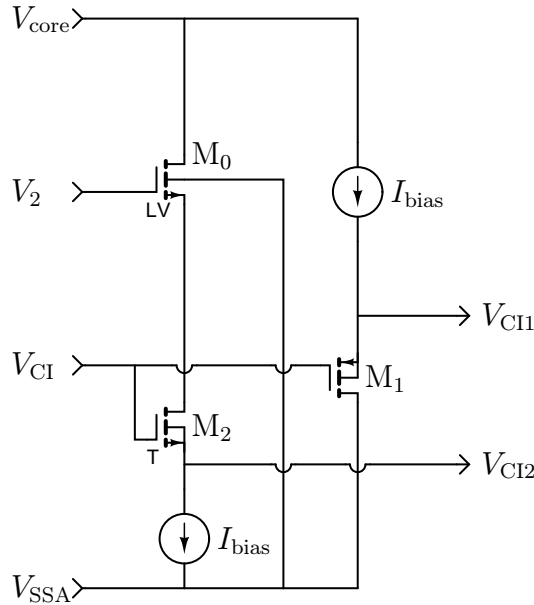 V_core
M_0
V_2
LV
I_bias
V_CI1
V_CI
M_1
M_2
T
V_CI2
I_bias
V_SSA